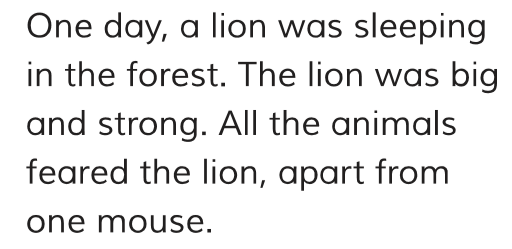 One day, a lion was sleeping
in the forest. The lion was big
and strong. All the animals
feared the lion, apart from
one mouse.